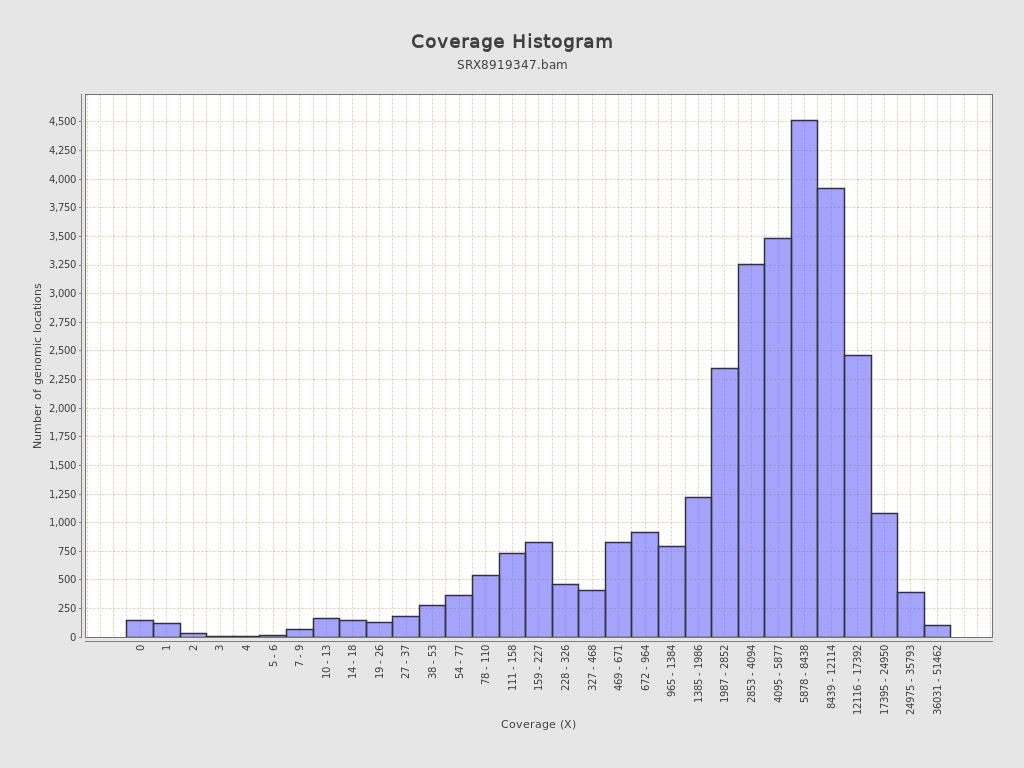 Coverage Histogram
SRX8919347.bam
Number of genomic locations
4,500
4,250
4,000
3,750
3,500
3,250
3,000
2,750
2,500
2,250
2,000
1,750
1,500
1,250
1,000
750
500
250
0
0
1
2
3
4
5 - 6
7 - 9
10 - 13
14 - 18
19 - 26
27 - 37
38 - 53
54 - 77
78 - 110
111 - 158
159 - 227
228 - 326
327 - 468
469 - 671
672 - 964
965 - 1384
1385 - 1986
1987 - 2852
2853 - 4094
4095 - 5877
5878 - 8438
8439 - 12114
12116 - 17392
17395 - 24950
24975 - 35793
36031 - 51462
Coverage (X)